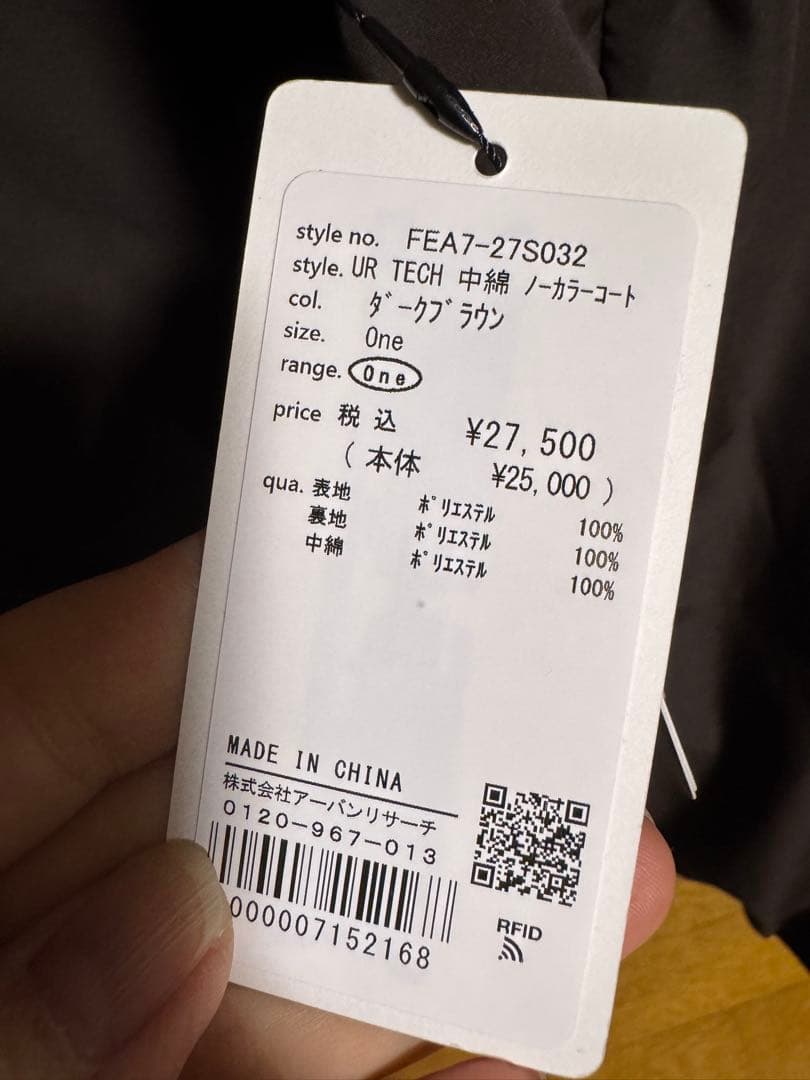 style no. FEA7-27S032
style. UR TECH 中綿 ノーカラーコート
col. ダークブラウン
size. One
range. One
price 税込 ¥27,500
(本体 ¥25,000)
qua. 表地 ポリエステル 100%
裏地 ポリエステル 100%
中綿 ポリエステル 100%
MADE IN CHINA
株式会社アーバンリサーチ
0120-967-013
000007152168
RFID